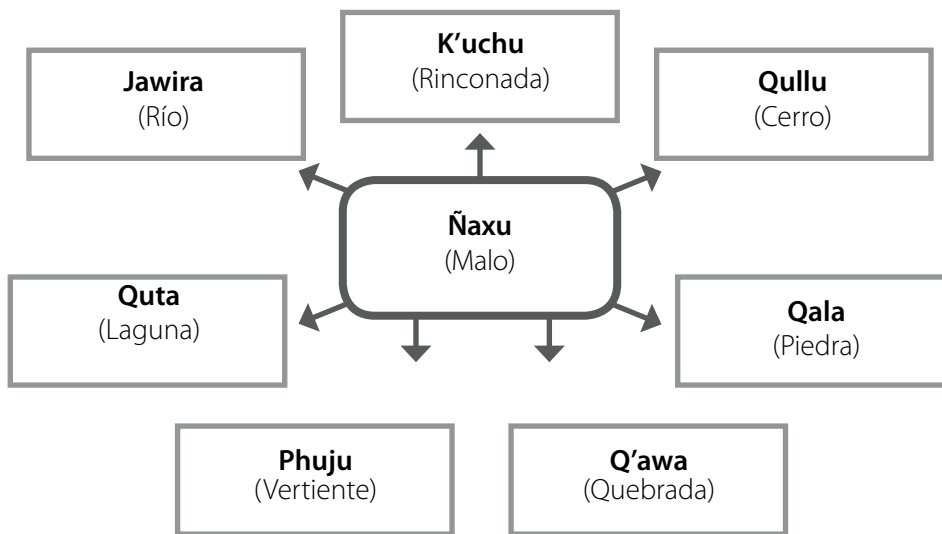 K’uchu
(Rinconada)
Jawira
(Río)
Qullu
(Cerro)
Ñaxu
(Malo)
Quta
(Laguna)
Qala
(Piedra)
Phuju
(Vertiente)
Q’awa
(Quebrada)